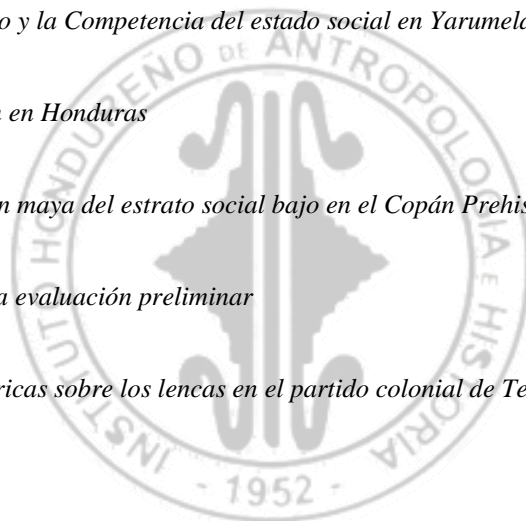 o y la Competencia del estado social en Yarumela
n en Honduras
n maya del estrato social bajo en el Copán Prehis
a evaluación preliminar
ricas sobre los lencas en el partido colonial de Te
INSTITUTO HONDUREÑO DE ANTROPOLOGIA E HISTORIA
- 1952 -